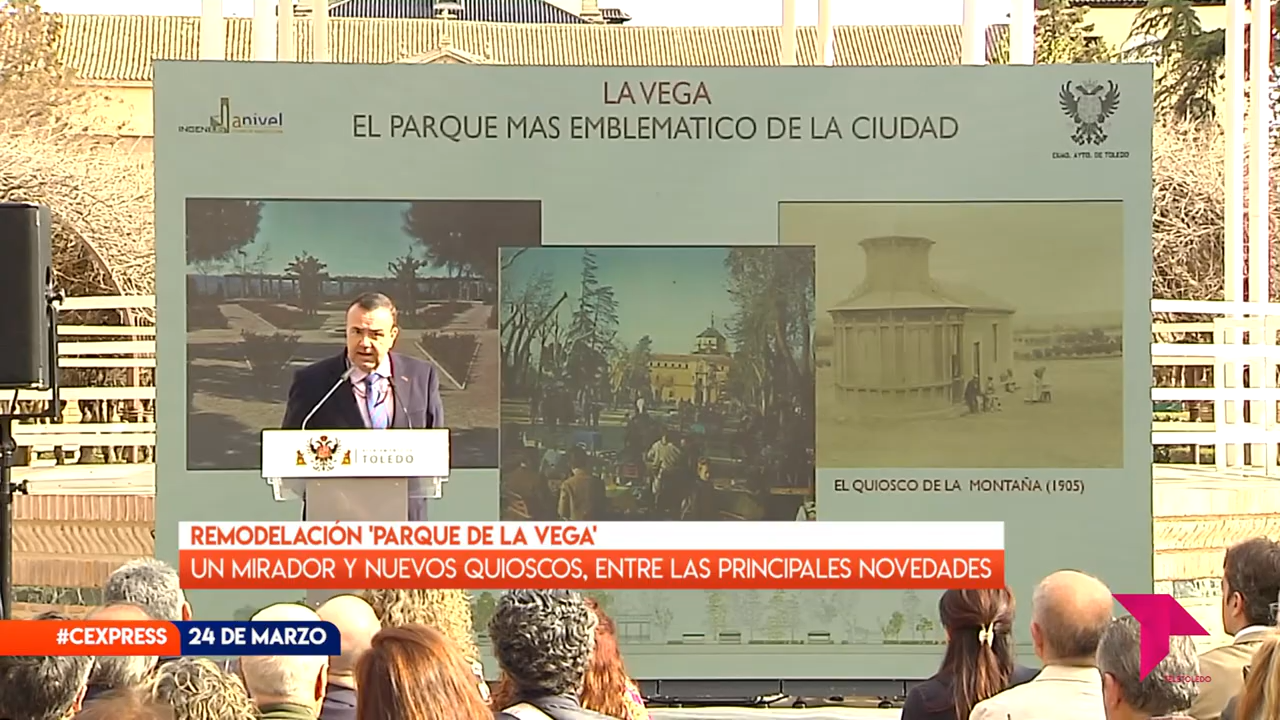 LA VEGA
EL PARQUE MAS EMBLEMATICO DE LA CIUDAD
anivel
EXMO. AYTO. DE TOLEDO
TOLEDO
EL QUIOSCO DE LA MONTAÑA (1905)
REMODELACIÓN 'PARQUE DE LA VEGA'
UN MIRADOR Y NUEVOS QUIOSCOS, ENTRE LAS PRINCIPALES NOVEDADES
#CEXPRESS
24 DE MARZO